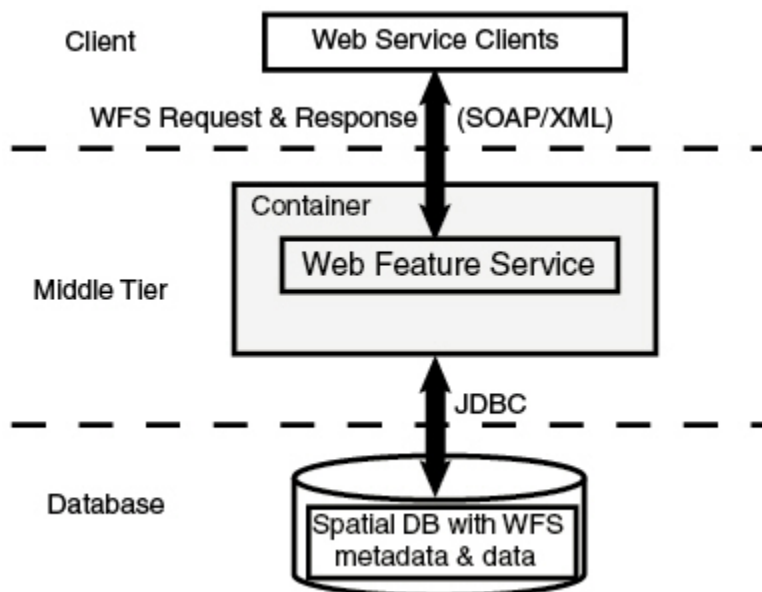 Client
Web Service Clients
WFS Request & Response (SOAP/XML)
Container
Web Feature Service
Middle Tier
JDBC
Database
Spatial DB with WFS
metadata & data